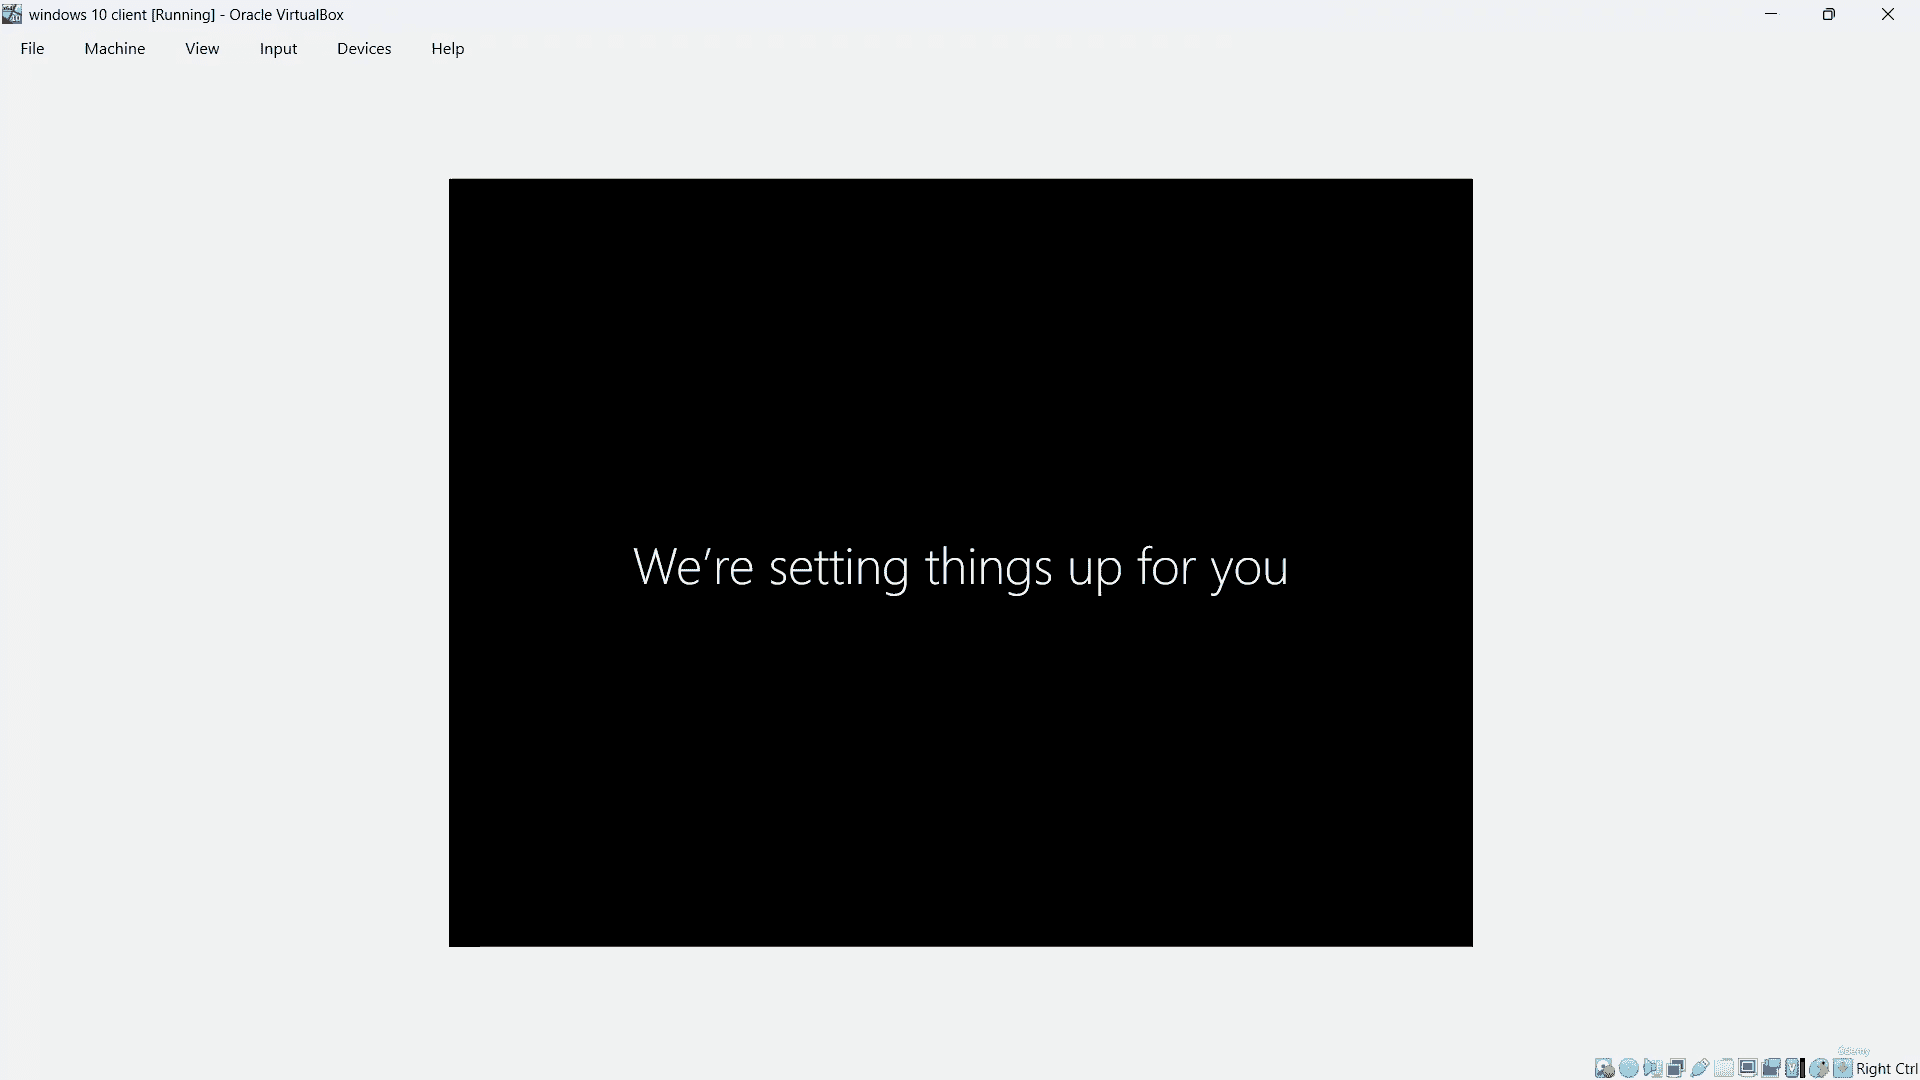 windows 10 client [Running] - Oracle VirtualBox
File Machine View Input Devices Help
We're setting things up for you
Udemy
Right Ctrl